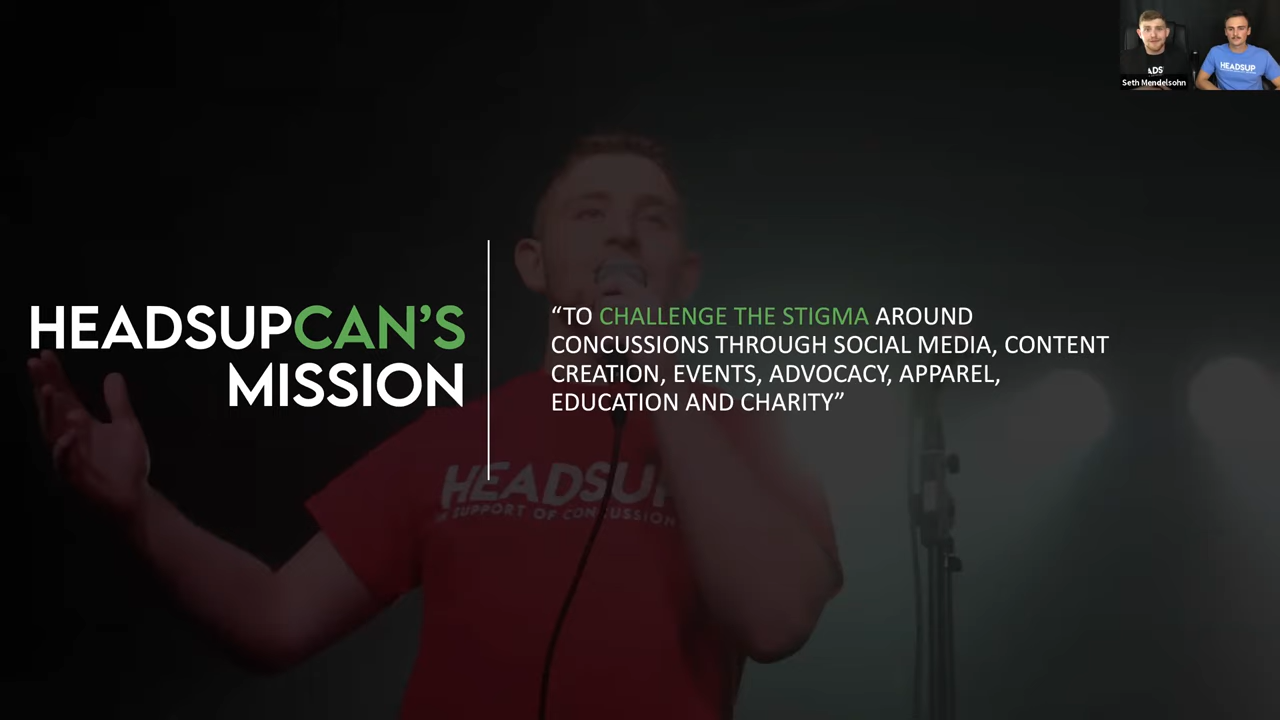 ADS
Seth Mendelsohn
HEADSUP
HEADSUPCAN'S
MISSION
“TO CHALLENGE THE STIGMA AROUND
CONCUSSIONS THROUGH SOCIAL MEDIA, CONTENT
CREATION, EVENTS, ADVOCACY, APPAREL,
EDUCATION AND CHARITY”
HEADSUP
IN SUPPORT OF CONCUSSION